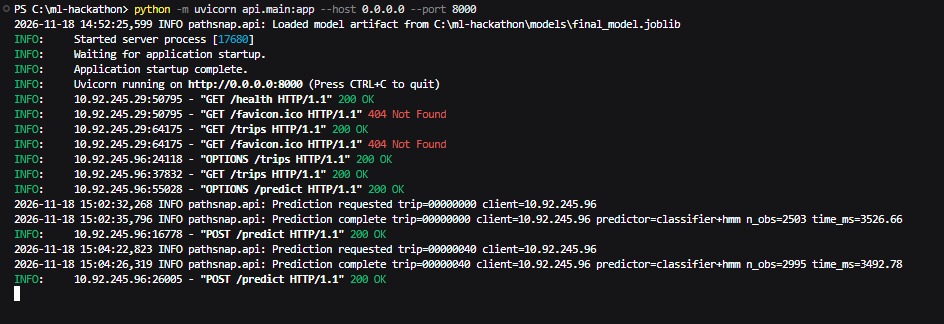 PS C:\ml-hackathon> python -m uvicorn api.main:app --host 0.0.0.0 --port 8000
2026-11-18 14:52:25,599 INFO pathsnap.api: Loaded model artifact from C:\ml-hackathon\models\final_model.joblib
INFO:     Started server process [17680]
INFO:     Waiting for application startup.
INFO:     Application startup complete.
INFO:     Uvicorn running on http://0.0.0.0:8000 (Press CTRL+C to quit)
INFO:     10.92.245.29:50795 - "GET /health HTTP/1.1" 200 OK
INFO:     10.92.245.29:50795 - "GET /favicon.ico HTTP/1.1" 404 Not Found
INFO:     10.92.245.29:64175 - "GET /trips HTTP/1.1" 200 OK
INFO:     10.92.245.29:64175 - "GET /favicon.ico HTTP/1.1" 404 Not Found
INFO:     10.92.245.96:24118 - "OPTIONS /trips HTTP/1.1" 200 OK
INFO:     10.92.245.96:37832 - "GET /trips HTTP/1.1" 200 OK
INFO:     10.92.245.96:55028 - "OPTIONS /predict HTTP/1.1" 200 OK
2026-11-18 15:02:32,268 INFO pathsnap.api: Prediction requested trip=00000000 client=10.92.245.96
2026-11-18 15:02:35,796 INFO pathsnap.api: Prediction complete trip=00000000 client=10.92.245.96 predictor=classifier+hmm n_obs=2503 time_ms=3526.66
INFO:     10.92.245.96:16778 - "POST /predict HTTP/1.1" 200 OK
2026-11-18 15:04:22,823 INFO pathsnap.api: Prediction requested trip=00000040 client=10.92.245.96
2026-11-18 15:04:26,319 INFO pathsnap.api: Prediction complete trip=00000040 client=10.92.245.96 predictor=classifier+hmm n_obs=2995 time_ms=3492.78
INFO:     10.92.245.96:26005 - "POST /predict HTTP/1.1" 200 OK